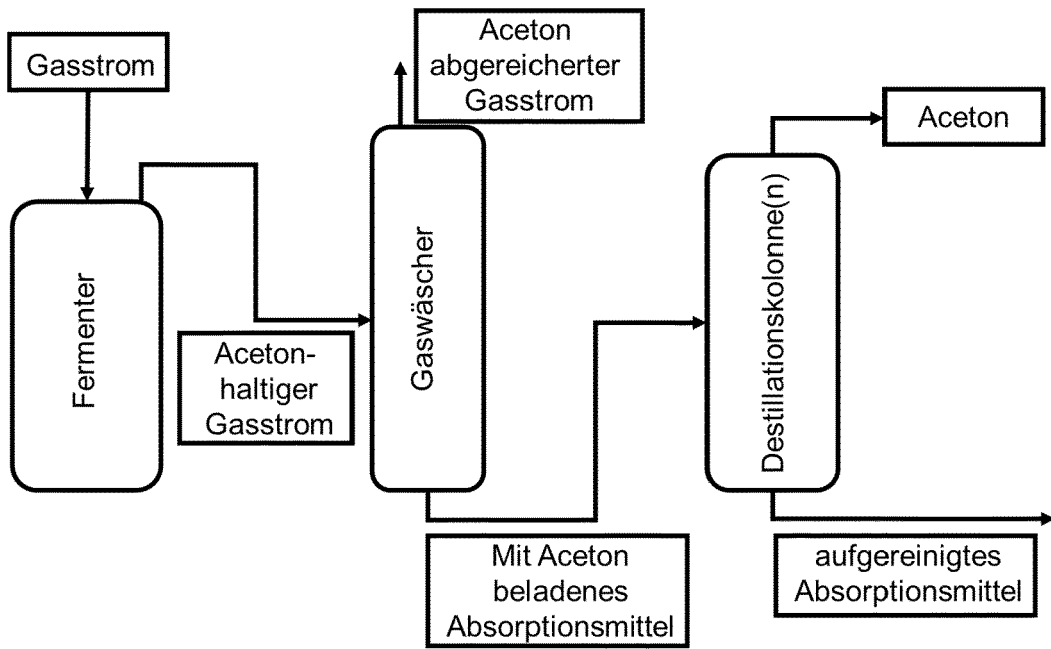 Gasstrom
Aceton
abgereicherter
Gasstrom
Aceton
Fermenter
Aceton-
haltiger
Gasstrom
Gaswäscher
Destillationskolonne(n)
Mit Aceton
beladenes
Absorptionsmittel
aufgereinigtes
Absorptionsmittel